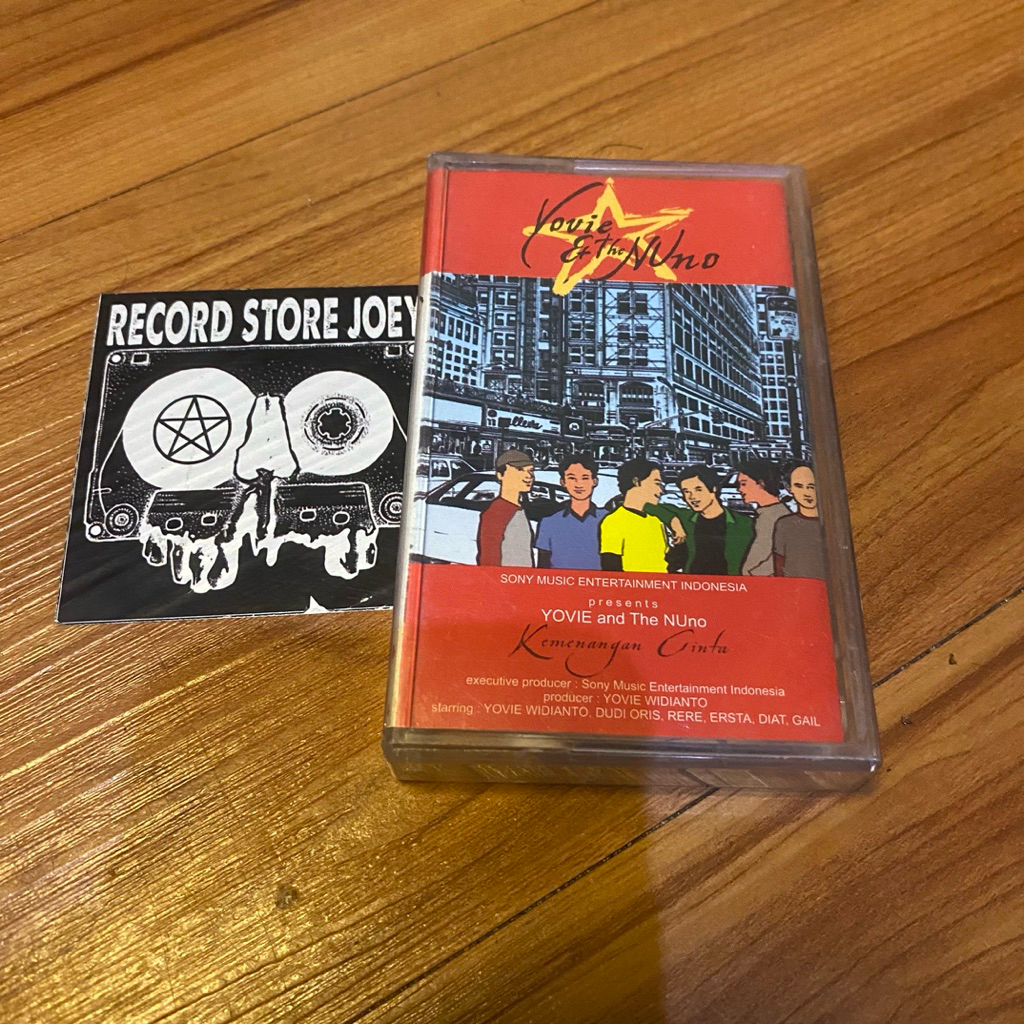 RECORD STORE JOEY
Yovie
& The NUno
SONY MUSIC ENTERTAINMENT INDONESIA
presents
YOVIE and The NUno
Kemenangan Cinta
executive producer : Sony Music Entertainment Indonesia
producer : YOVIE WIDIANTO
starring : YOVIE WIDIANTO, DUDI ORIS, RERE, ERSTA, DIAT, GAIL